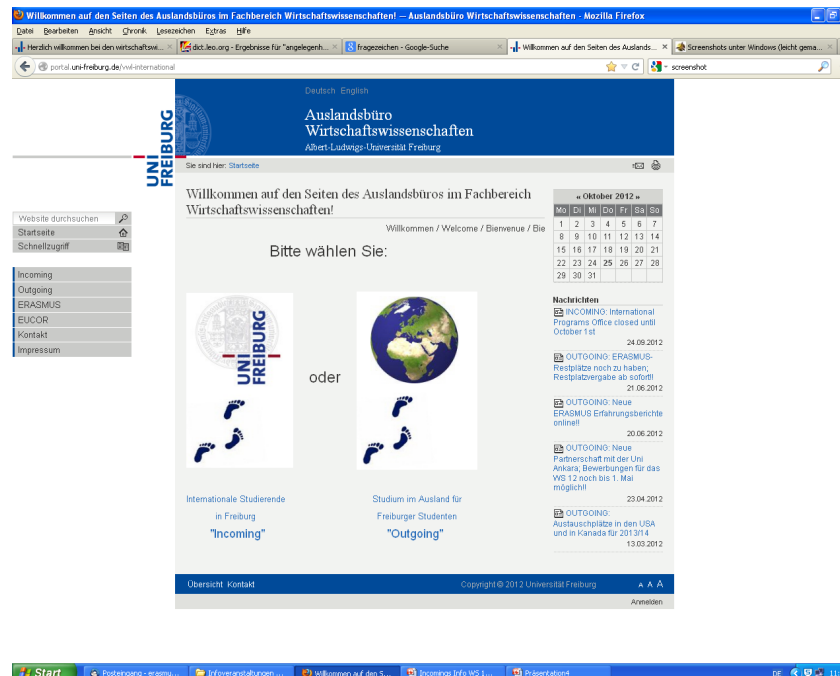 Willkommen auf den Seiten des Auslandsbüros im Fachbereich Wirtschaftswissenschaften! — Auslandsbüro Wirtschaftswissenschaften - Mozilla Firefox
Datei Bearbeiten Ansicht Chronik Lesezeichen Extras Hilfe
Herzlich willkommen bei den wirtschaftswi... dict.leo.org - Ergebnisse für "angelegenh... fragezeichen - Google-Suche Willkommen auf den Seiten des Auslands... Screenshots unter Windows (leicht gema...
portal.uni-freiburg.de/vwl-international screenshot
Deutsch English
Auslandsbüro
Wirtschaftswissenschaften
Albert-Ludwigs-Universität Freiburg
UNI
FREIBURG
Sie sind hier: Startseite
Website durchsuchen
Startseite
Schnellzugriff
Incoming
Outgoing
ERASMUS
EUCOR
Kontakt
Impressum
Willkommen auf den Seiten des Auslandsbüros im Fachbereich
Wirtschaftswissenschaften!
Willkommen / Welcome / Bienvenue / Bie
Bitte wählen Sie:
UNI
FREIBURG
oder
Internationale Studierende
in Freiburg
"Incoming"
Studium im Ausland für
Freiburger Studenten
"Outgoing"
« Oktober 2012 »
Mo Di Mi Do Fr Sa So
1 2 3 4 5 6 7
8 9 10 11 12 13 14
15 16 17 18 19 20 21
22 23 24 25 26 27 28
29 30 31
Nachrichten
INCOMING: International
Programs Office closed until
October 1st
24.09.2012
OUTGOING: ERASMUS-
Restplätze noch zu haben;
Restplatzvergabe ab sofort!!
21.06.2012
OUTGOING: Neue
ERASMUS Erfahrungsberichte
online!!
20.06.2012
OUTGOING: Neue
Partnerschaft mit der Uni
Ankara; Bewerbungen für das
WS 12 noch bis 1. Mai
möglich!!
23.04.2012
OUTGOING:
Austauschplätze in den USA
und in Kanada für 2013/14
13.03.2012
Übersicht Kontakt
Copyright © 2012 Universität Freiburg
A A A
Anmelden
Start Posteingang - erasmu... Infoveranstaltungen ... Willkommen auf den S... Incomings Info WS 1... Präsentation4 DE